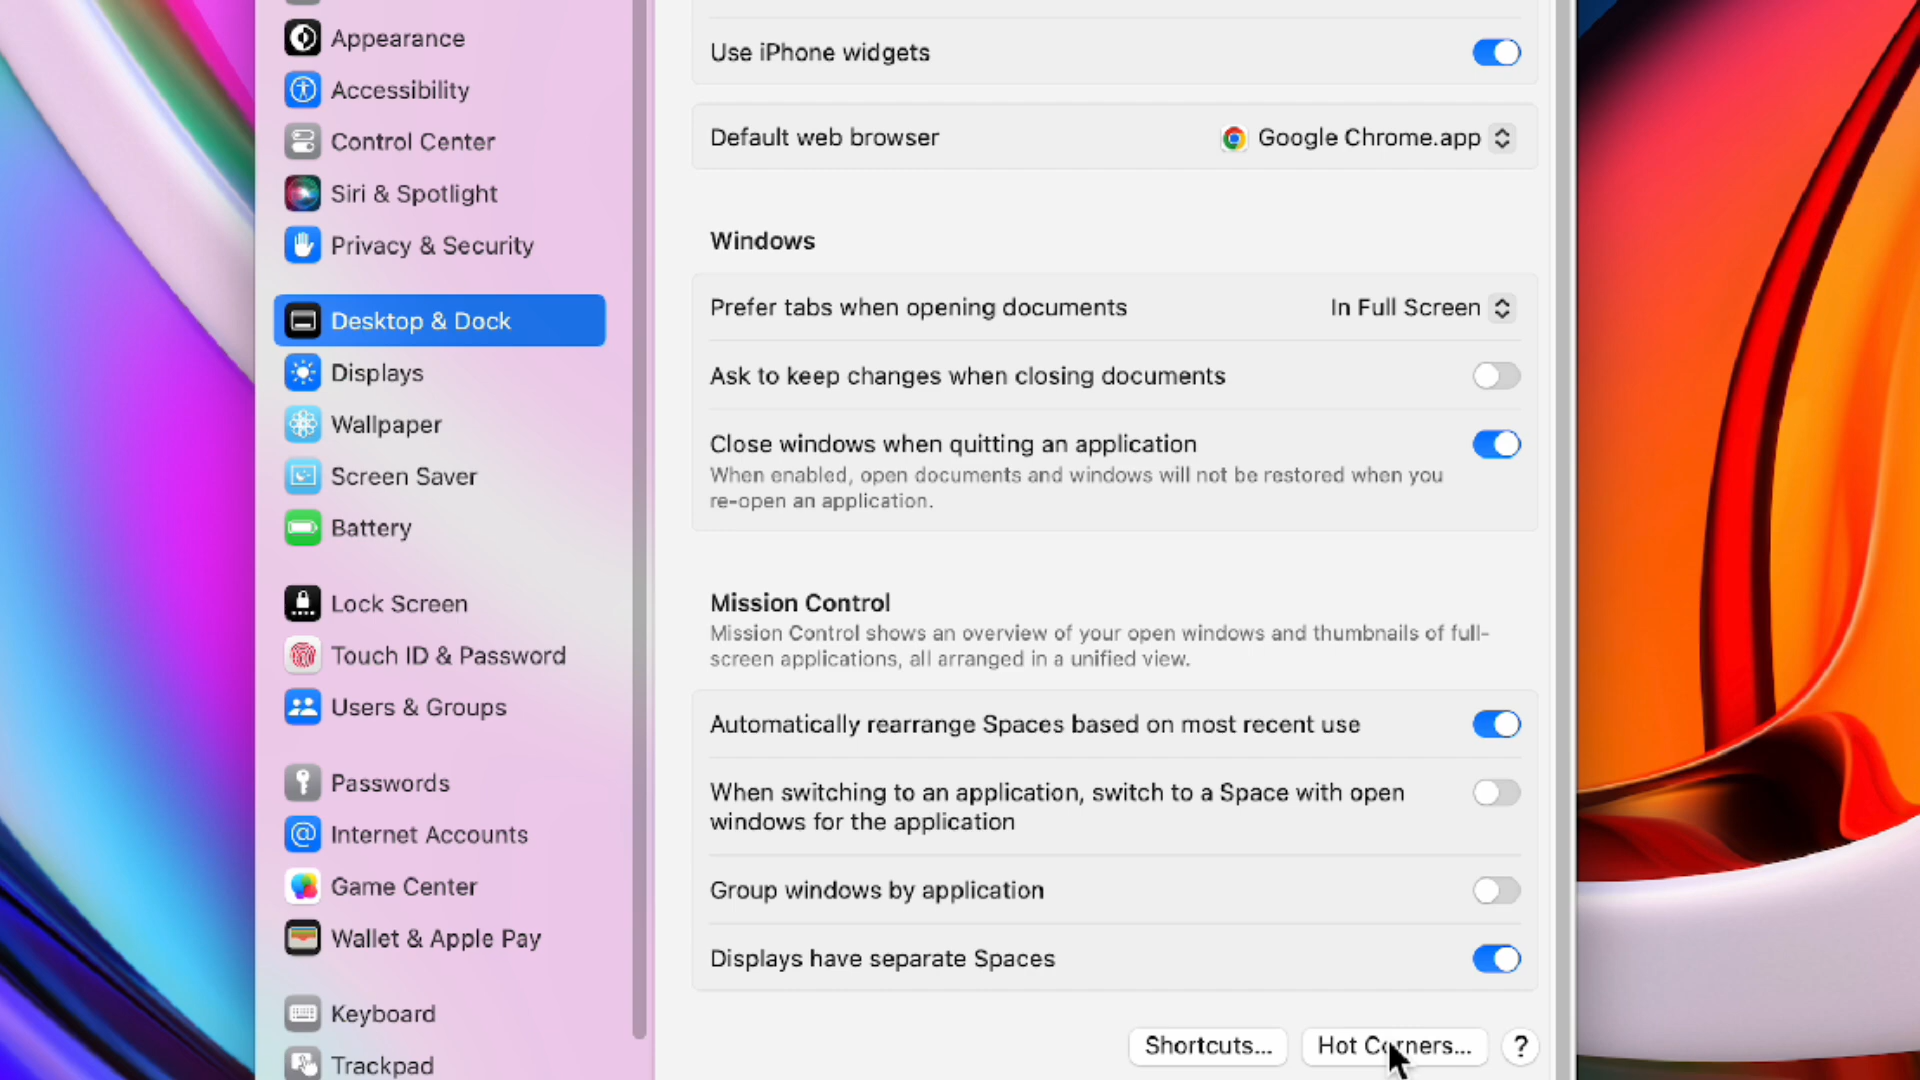 Appearance
Accessibility
Control Center
Siri & Spotlight
Privacy & Security
Desktop & Dock
Displays
Wallpaper
Screen Saver
Battery
Lock Screen
Touch ID & Password
Users & Groups
Passwords
Internet Accounts
Game Center
Wallet & Apple Pay
Keyboard
Trackpad
Use iPhone widgets
Default web browser Google Chrome.app
Windows
Prefer tabs when opening documents In Full Screen
Ask to keep changes when closing documents
Close windows when quitting an application
When enabled, open documents and windows will not be restored when you
re-open an application.
Mission Control
Mission Control shows an overview of your open windows and thumbnails of full-
screen applications, all arranged in a unified view.
Automatically rearrange Spaces based on most recent use
When switching to an application, switch to a Space with open
windows for the application
Group windows by application
Displays have separate Spaces
Shortcuts... Hot Corners... ?